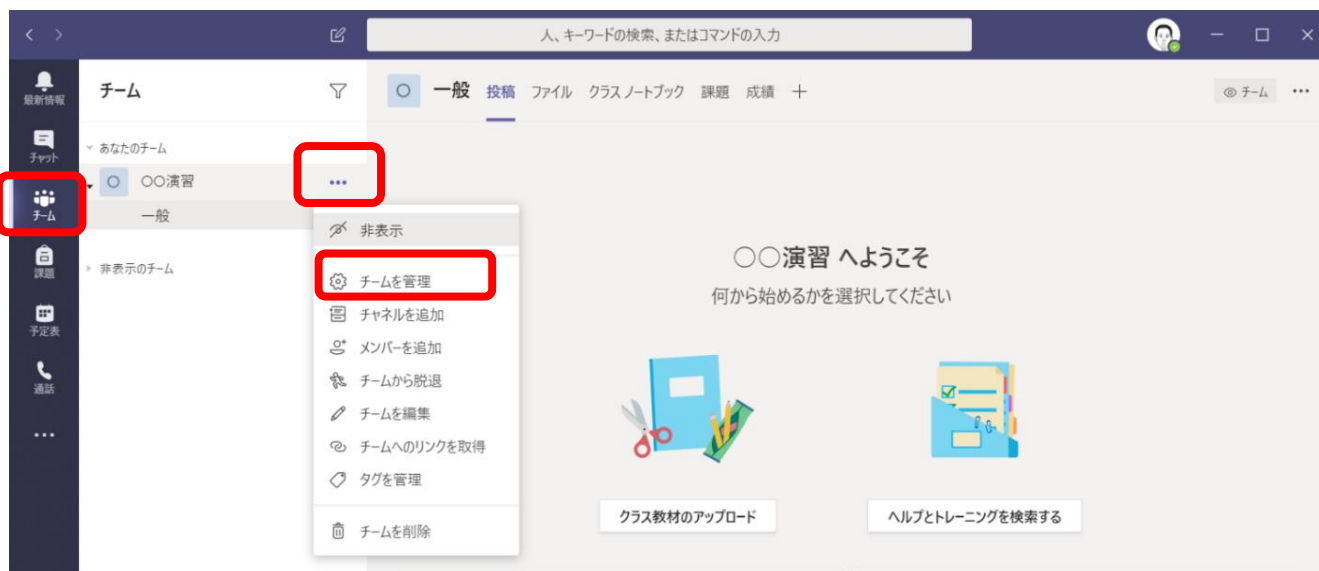 人、キーワードの検索、またはコマンドの入力
最新情報
チャット
チーム
課題
予定表
通話
チーム
あなたのチーム
〇〇演習
一般
非表示のチーム
非表示
チームを管理
チャネルを追加
メンバーを追加
チームから脱退
チームを編集
チームへのリンクを取得
タグを管理
チームを削除
〇 一般 投稿 ファイル クラス ノートブック 課題 成績 +
チーム
〇〇演習 へようこそ
何から始めるかを選択してください
クラス教材のアップロード
ヘルプとトレーニングを検索する